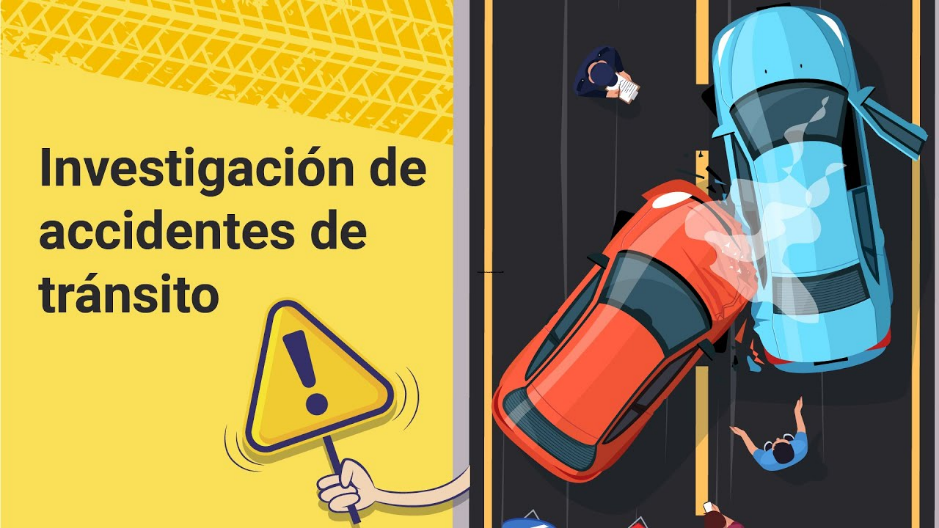 Investigación de
accidentes de
tránsito